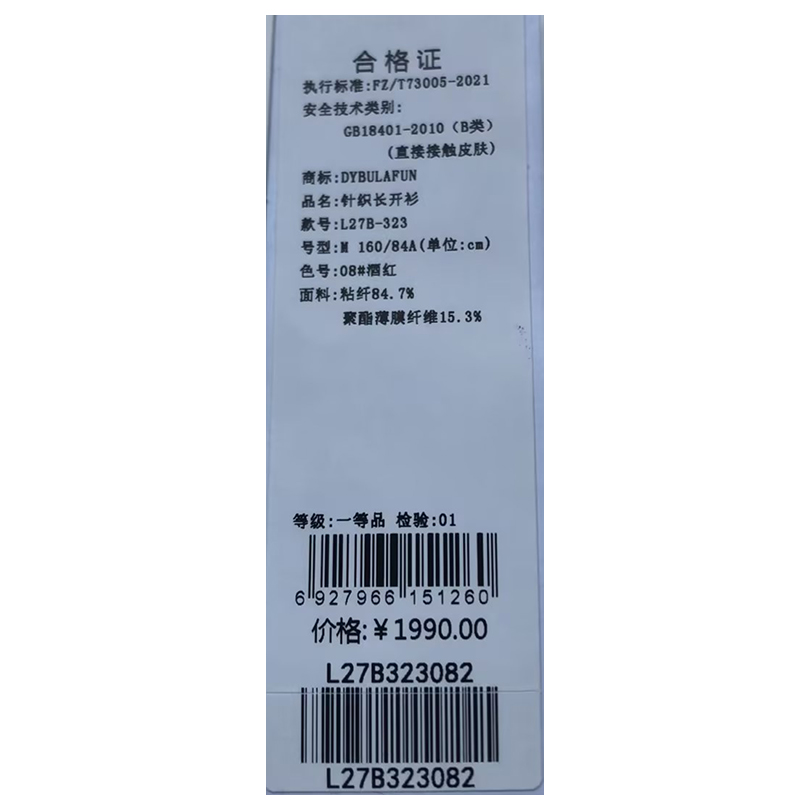 合格证
执行标准:FZ/T73005-2021
安全技术类别:
GB18401-2010（B类）
(直接接触皮肤)
商标:DYBULAFUN
品名:针织长开衫
款号:L27B-323
号型:M 160/84A(单位:cm)
色号:08#酒红
面料:粘纤84.7%
聚酯薄膜纤维15.3%
等级:一等品 检验:01
6 927966 151260
价格:￥1990.00
L27B323082
L27B323082